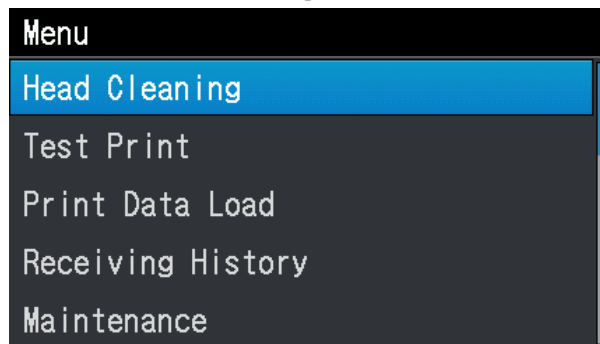 Menu
Head Cleaning
Test Print
Print Data Load
Receiving History
Maintenance